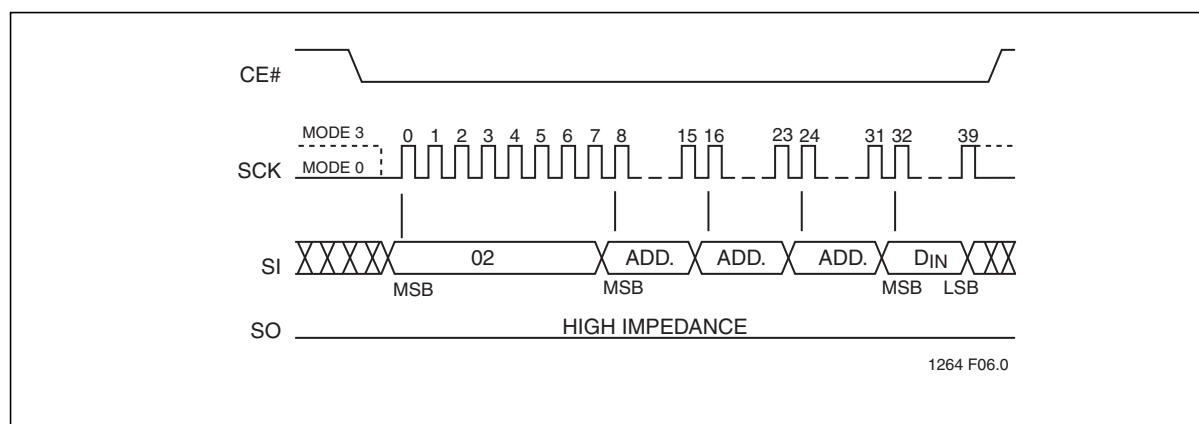 CE#
MODE 3
0 1 2 3 4 5 6 7 8 15 16 23 24 31 32 39
SCK MODE 0
SI 02 ADD. ADD. ADD. DIN
MSB MSB MSB LSB
SO HIGH IMPEDANCE
1264 F06.0